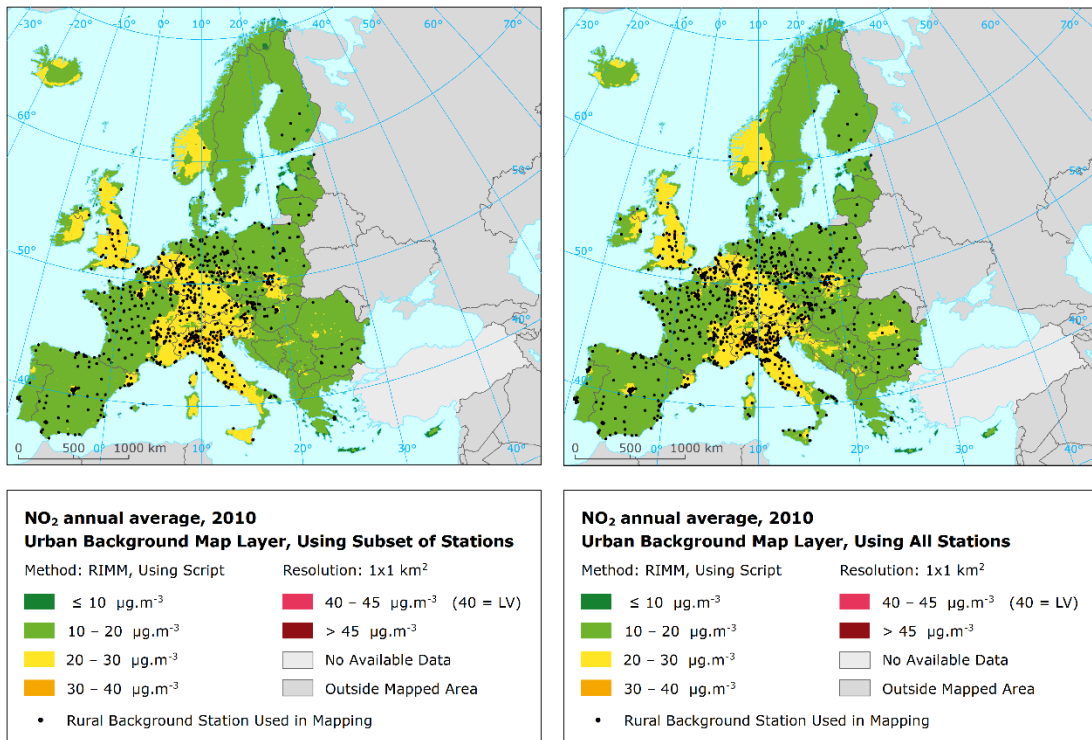 -30° -20° -10° 0° 10° 20° 30° 40° 50°
60°
50°
40°
60°
50°
40°
0 500 1000 km
0° 10° 20° 30° 40°
NO₂ annual average, 2010
Urban Background Map Layer, Using Subset of Stations
Method: RIMM, Using Script Resolution: 1x1 km²
≤ 10 µg.m⁻³ 40 – 45 µg.m⁻³ (40 = LV)
10 – 20 µg.m⁻³ > 45 µg.m⁻³
20 – 30 µg.m⁻³ No Available Data
30 – 40 µg.m⁻³ Outside Mapped Area
• Rural Background Station Used in Mapping
-30° -20° -10° 0° 10° 20° 30° 40° 50°
60°
50°
40°
60°
50°
40°
0 500 1000 km
0° 10° 20° 30° 40°
NO₂ annual average, 2010
Urban Background Map Layer, Using All Stations
Method: RIMM, Using Script Resolution: 1x1 km²
≤ 10 µg.m⁻³ 40 – 45 µg.m⁻³ (40 = LV)
10 – 20 µg.m⁻³ > 45 µg.m⁻³
20 – 30 µg.m⁻³ No Available Data
30 – 40 µg.m⁻³ Outside Mapped Area
• Rural Background Station Used in Mapping